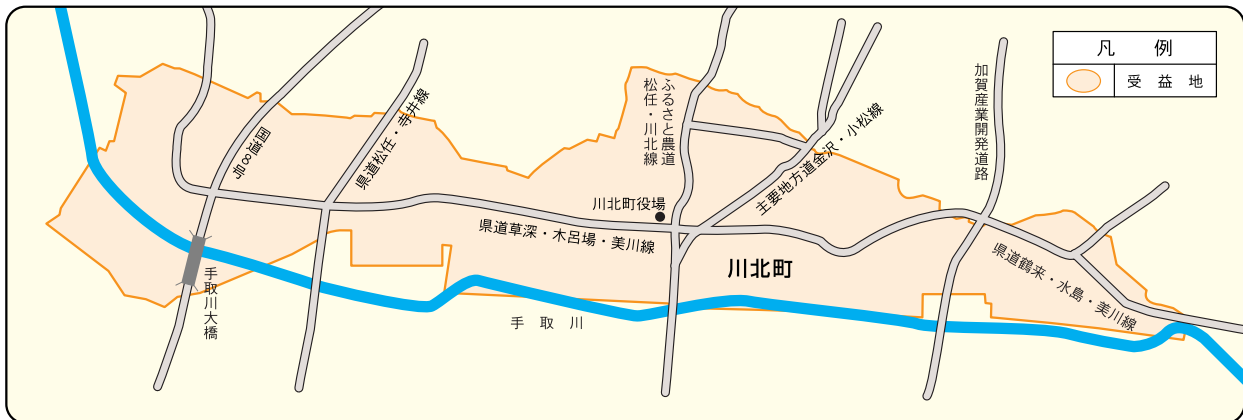 凡 例
受 益 地
国道8号
県道松任・寺井線
ふるさと農道
松任・川北線
主要地方道金沢・小松線
加賀産業開発道路
川北町役場
県道草深・木呂場・美川線
川北町
県道鶴来・水島・美川線
手取川大橋
手 取 川